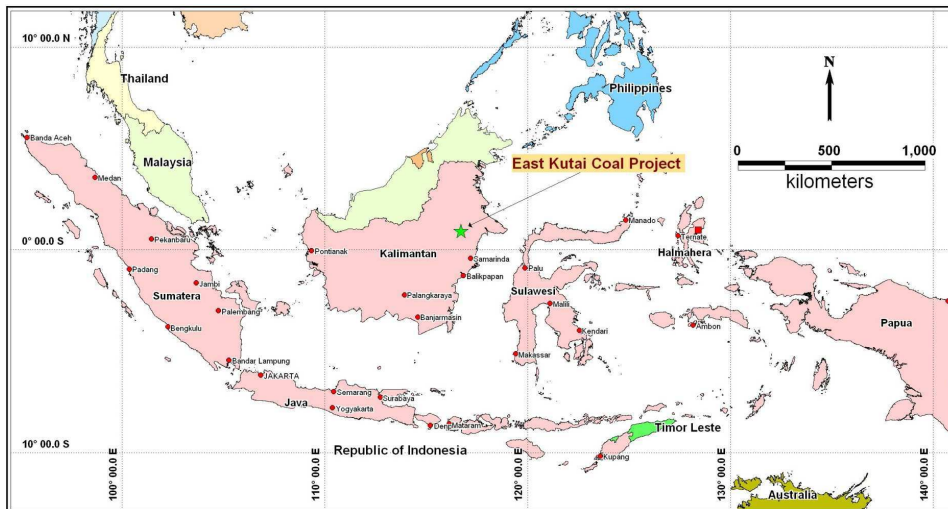 10° 00.0 N
Thailand
Philippines
N
Banda Aceh
Malaysia
East Kutai Coal Project
0 500 1,000
kilometers
Medan
Manado
Pekanbaru
Ternate
0° 00.0 S
Pontianak
Kalimantan
Samarinda
Halmahera
Padang
Palu
Balikpapan
Jambi
Sumatera
Sulawesi
Palangkaraya
Malili
Palembang
Banjarmasin
Papua
Bengkulu
Kendari
Ambon
Makassar
Bandar Lampung
JAKARTA
Semarang
Surabaya
Java
Yogyakarta
Den
Mataram
Timor Leste
Republic of Indonesia
10° 00.0 S
Kupang
Australia
100° 00.0 E
110° 00.0 E
120° 00.0 E
130° 00.0 E
140° 00.0 E